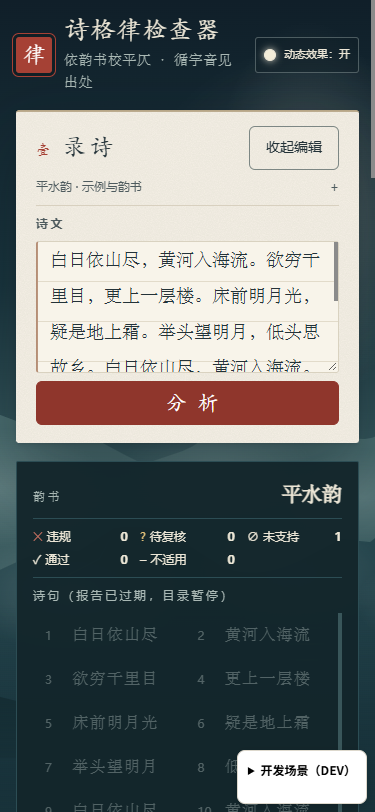 律
诗格律检查器
依韵书校平仄 · 循字音见
出处
动态效果：开
壹 录诗
收起编辑
平水韵 · 示例与韵书 +
诗文
白日依山尽，黄河入海流。欲穷千
里目，更上一层楼。床前明月光，
疑是地上霜。举头望明月，低头思
故乡。白日依山尽，黄河入海流。
分析
韵书 平水韵
× 违规 0 ? 待复核 0 ∅ 未支持 1
✓ 通过 0 – 不适用 0
诗句（报告已过期，目录暂停）
1 白日依山尽 2 黄河入海流
3 欲穷千里目 4 更上一层楼
5 床前明月光 6 疑是地上霜
7 举头望明月 8 低
▶ 开发场景（DEV）
9 白日依山尽 10 黄河入海流